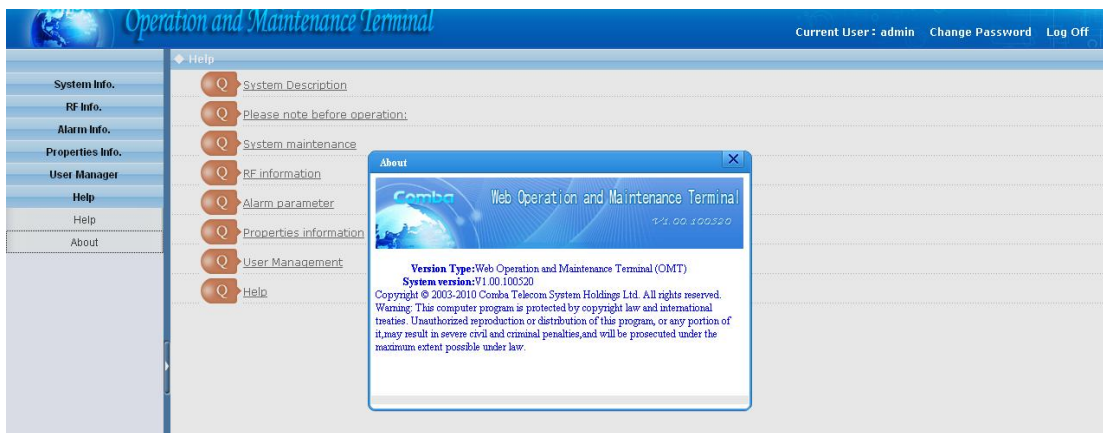 Operation and Maintenance Terminal
Current User: admin Change Password Log Off
Help
System Info.
RF Info.
Alarm Info.
Properties Info.
User Manager
Help
Help
About
Q System Description
Q Please note before operation:
Q System maintenance
Q RF information
Q Alarm parameter
Q Properties information
Q User Management
Q Help
About
Comba Web Operation and Maintenance Terminal
V1.00.100520
Version Type:Web Operation and Maintenance Terminal (OMT)
System version:V1.00.100520
Copyright © 2003-2010 Comba Telecom System Holdings Ltd. All rights reserved.
Warning: This computer program is protected by copyright law and international
treaties. Unauthorized reproduction or distribution of this program, or any portion of
it,may result in severe civil and criminal penalties,and will be prosecuted under the
maximum extent possible under law.